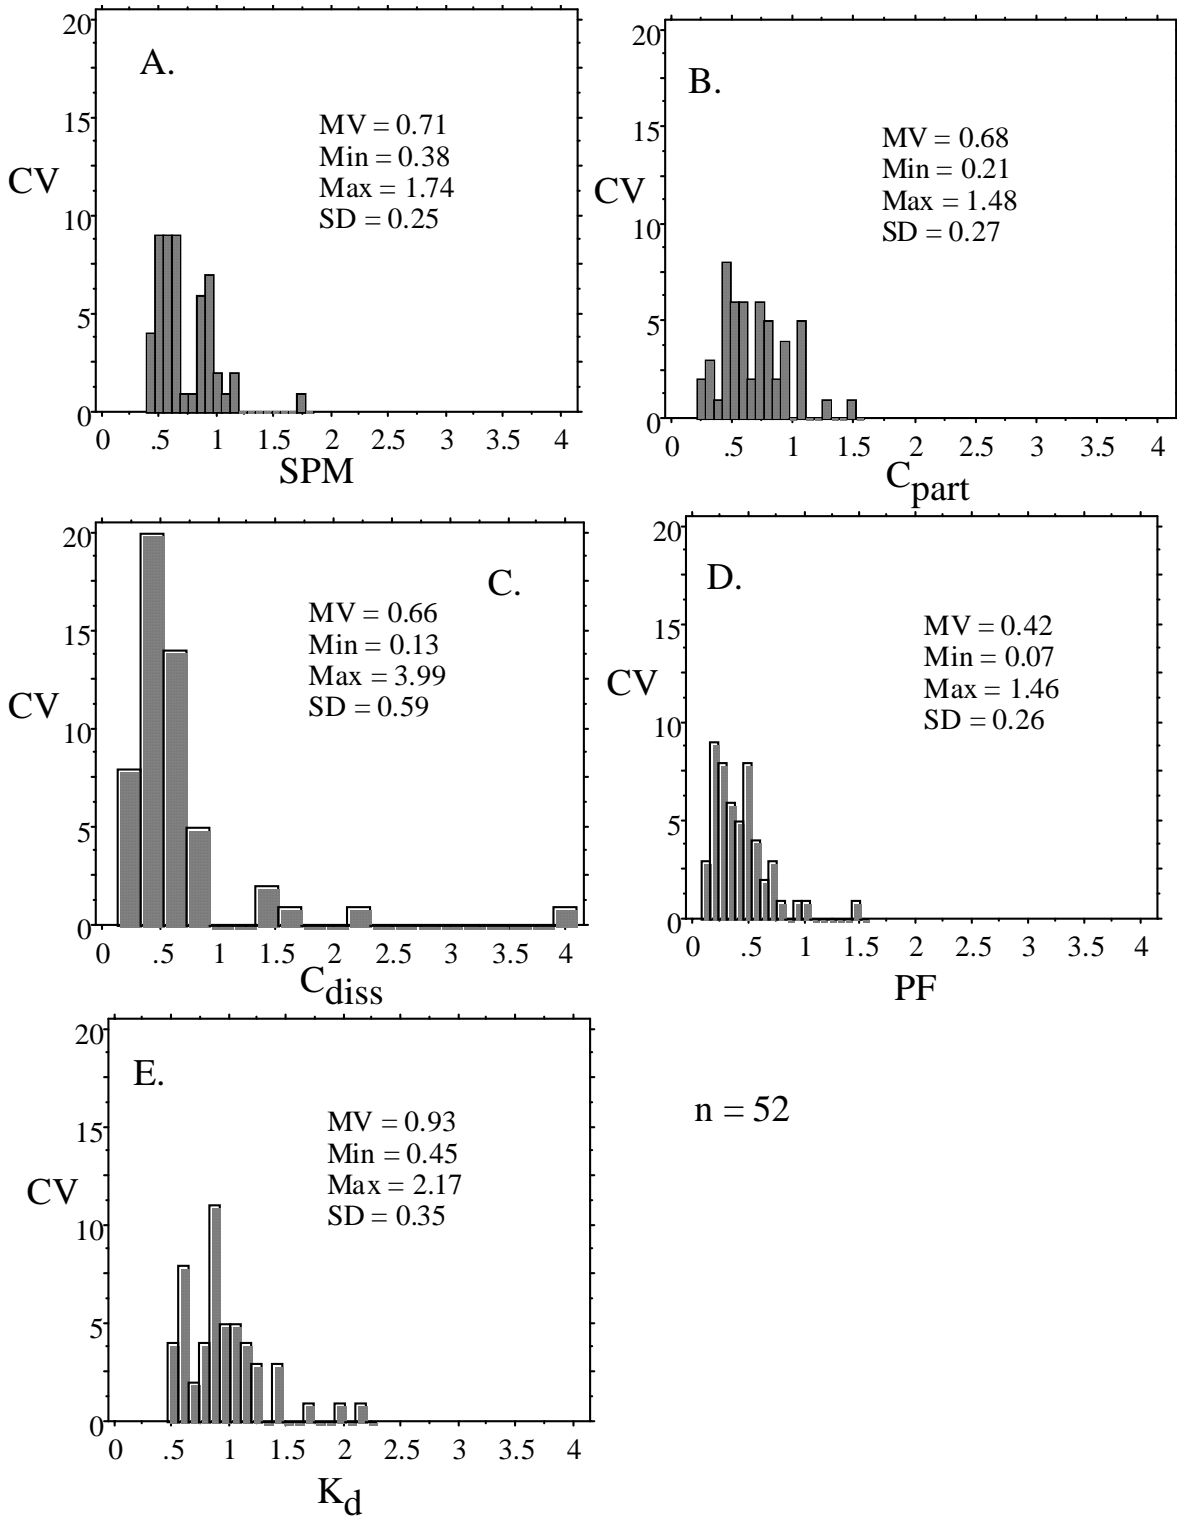 20
15
10
5
0
CV
A.
MV = 0.71
Min = 0.38
Max = 1.74
SD = 0.25
0 .5 1 1.5 2 2.5 3 3.5 4
SPM
20
15
10
5
0
CV
B.
MV = 0.68
Min = 0.21
Max = 1.48
SD = 0.27
0 .5 1 1.5 2 2.5 3 3.5 4
Cpart
20
15
10
5
0
CV
C.
MV = 0.66
Min = 0.13
Max = 3.99
SD = 0.59
0 .5 1 1.5 2 2.5 3 3.5 4
Cdiss
20
15
10
5
0
CV
D.
MV = 0.42
Min = 0.07
Max = 1.46
SD = 0.26
0 .5 1 1.5 2 2.5 3 3.5 4
PF
20
15
10
5
0
CV
E.
MV = 0.93
Min = 0.45
Max = 2.17
SD = 0.35
0 .5 1 1.5 2 2.5 3 3.5 4
Kd
n = 52